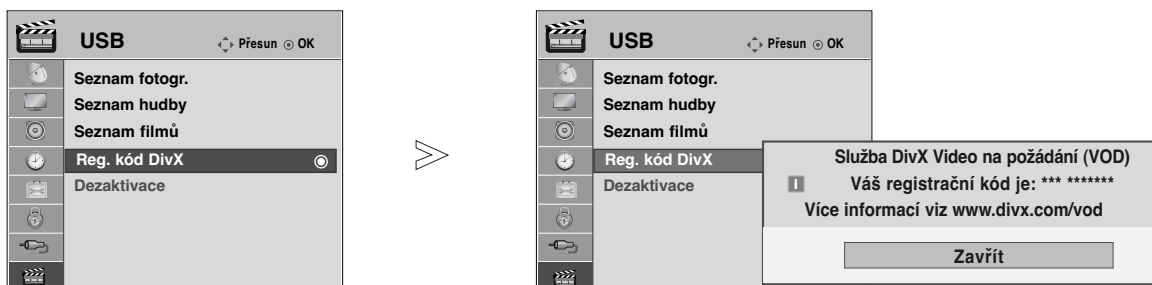 USB
Přesun OK
Seznam fotogr.
Seznam hudby
Seznam filmů
Reg. kód DivX
Dezaktivace
USB
Přesun OK
Seznam fotogr.
Seznam hudby
Seznam filmů
Reg. kód DivX
Dezaktivace
Služba DivX Video na požádání (VOD)
Váš registrační kód je: *** *******
Více informací viz www.divx.com/vod
Zavřít